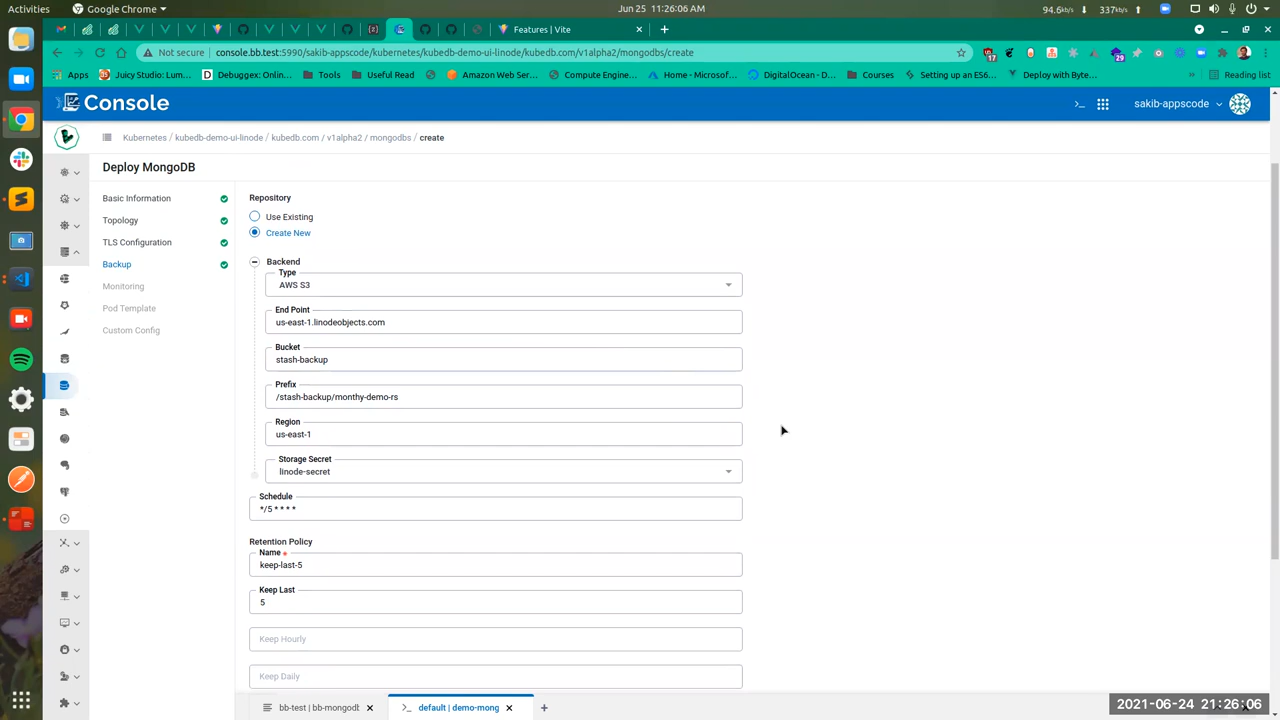 Activities
Google Chrome
Jun 25 11:26:06 AM
94.6kb/s
337kb/s
Features | Vite
Not secure
console.bb.test:5990/sakib-appscode/kubernetes/kubedb-demo-ui-linode/kubedb.com/v1alpha2/mongodbs/create
17
29
Apps
Juicy Studio: Lum...
Debuggex: Onlin...
Tools
Useful Read
Amazon Web Ser...
Compute Engine...
Home - Microsof...
DigitalOcean - D...
Courses
Setting up an ES6...
Deploy with Byte...
»
Reading list
Console
sakib-appscode
Kubernetes / kubedb-demo-ui-linode / kubedb.com / v1alpha2 / mongodbs / create
Deploy MongoDB
Basic Information
Topology
TLS Configuration
Backup
Monitoring
Pod Template
Custom Config
Repository
Use Existing
Create New
Backend
Type
AWS S3
End Point
us-east-1.linodeobjects.com
Bucket
stash-backup
Prefix
/stash-backup/monthy-demo-rs
Region
us-east-1
Storage Secret
linode-secret
Schedule
*/5 * * * *
Retention Policy
Name *
keep-last-5
Keep Last
5
Keep Hourly
Keep Daily
bb-test | bb-mongodb
default | demo-mong
2021-06-24 21:26:06